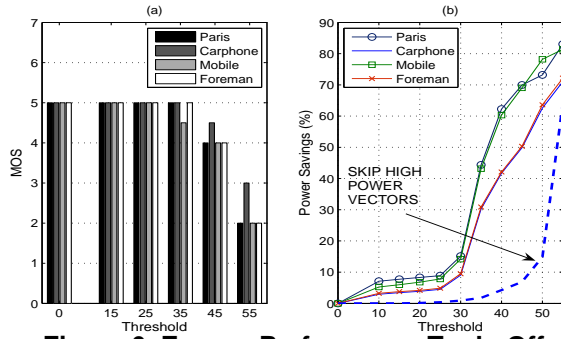 (a)
7
6
5
4
3
2
1
0
MOS
0 15 25 35 45 55
Threshold
Paris
Carphone
Mobile
Foreman
(b)
90
80
70
60
50
40
30
20
10
0
Power Savings (%)
0 10 20 30 40 50
Threshold
Paris
Carphone
Mobile
Foreman
SKIP HIGH
POWER
VECTORS